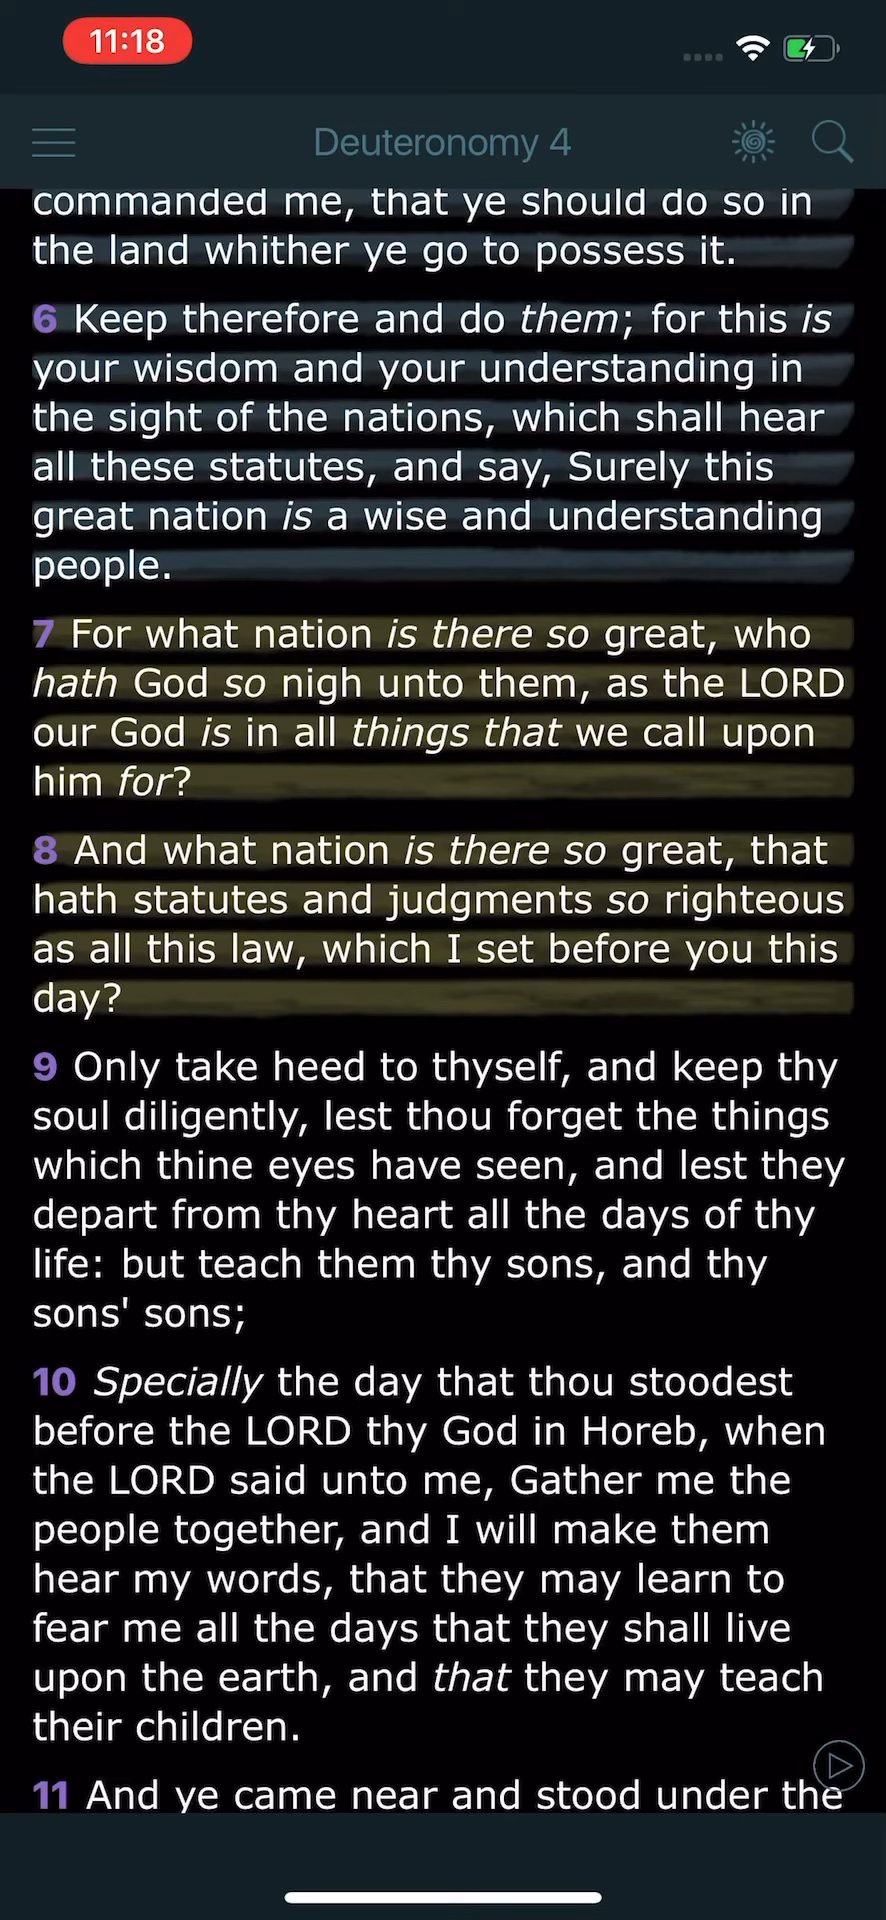 11:18
Deuteronomy 4
commanded me, that ye should do so in
the land whither ye go to possess it.
6 Keep therefore and do them; for this is
your wisdom and your understanding in
the sight of the nations, which shall hear
all these statutes, and say, Surely this
great nation is a wise and understanding
people.
7 For what nation is there so great, who
hath God so nigh unto them, as the LORD
our God is in all things that we call upon
him for?
8 And what nation is there so great, that
hath statutes and judgments so righteous
as all this law, which I set before you this
day?
9 Only take heed to thyself, and keep thy
soul diligently, lest thou forget the things
which thine eyes have seen, and lest they
depart from thy heart all the days of thy
life: but teach them thy sons, and thy
sons' sons;
10 Specially the day that thou stoodest
before the LORD thy God in Horeb, when
the LORD said unto me, Gather me the
people together, and I will make them
hear my words, that they may learn to
fear me all the days that they shall live
upon the earth, and that they may teach
their children.
11 And ye came near and stood under the